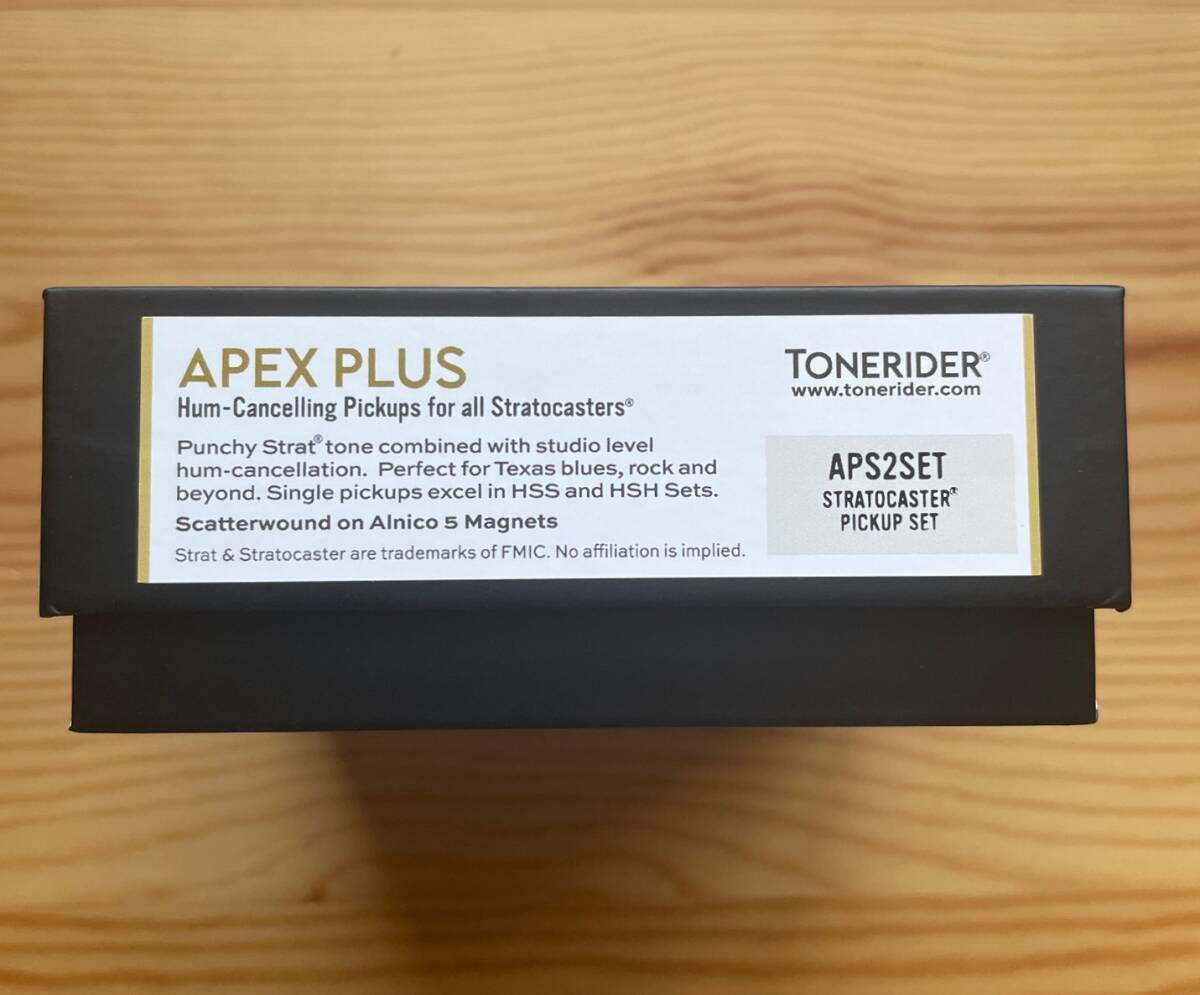 APEX PLUS
Hum-Cancelling Pickups for all Stratocasters®
Punchy Strat® tone combined with studio level
hum-cancellation. Perfect for Texas blues, rock and
beyond. Single pickups excel in HSS and HSH Sets.
Scatterwound on Alnico 5 Magnets
Strat & Stratocaster are trademarks of FMIC. No affiliation is implied.
TONERIDER®
www.tonerider.com
APS2SET
STRATOCASTER®
PICKUP SET